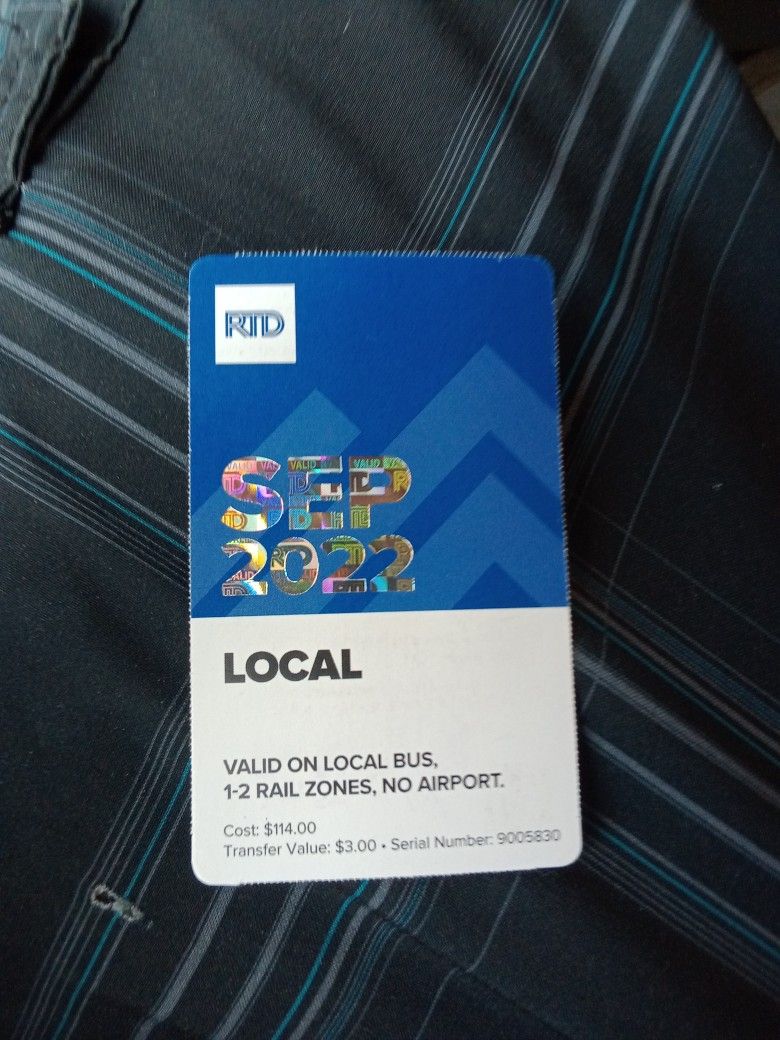 RTD
SEP
2022
LOCAL
VALID ON LOCAL BUS,
1-2 RAIL ZONES, NO AIRPORT.
Cost: $114.00
Transfer Value: $3.00 • Serial Number: 9005830